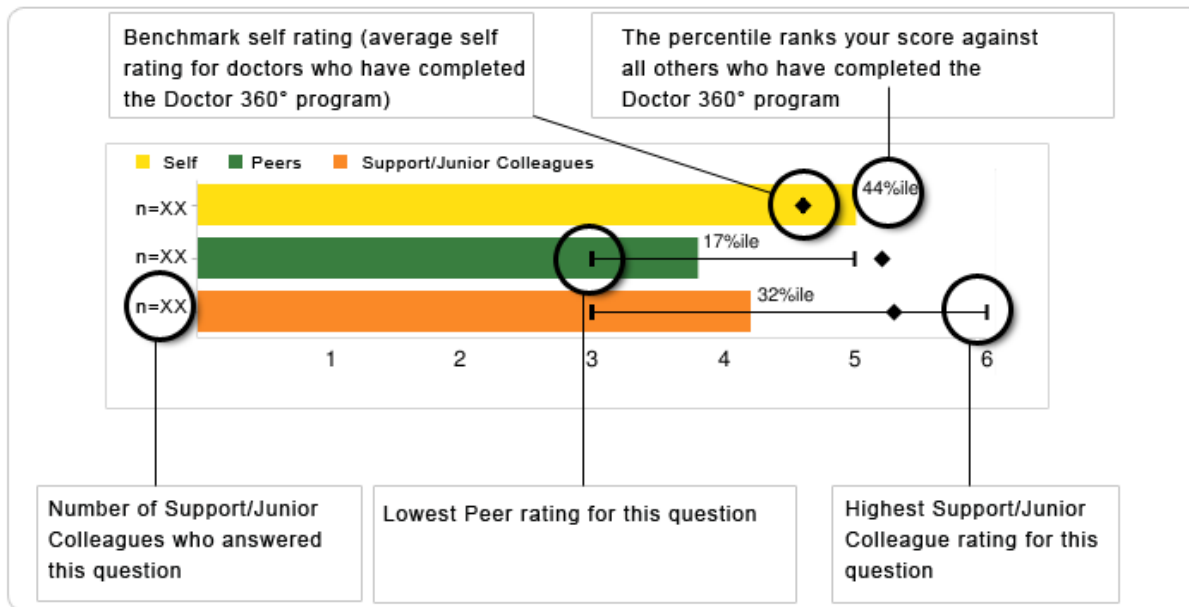 Benchmark self rating (average self
rating for doctors who have completed
the Doctor 360° program)
The percentile ranks your score against
all others who have completed the
Doctor 360° program
Self
Peers
Support/Junior Colleagues
n=XX
44%ile
n=XX
17%ile
n=XX
32%ile
1 2 3 4 5 6
Number of Support/Junior
Colleagues who answered
this question
Lowest Peer rating for this question
Highest Support/Junior
Colleague rating for this
question